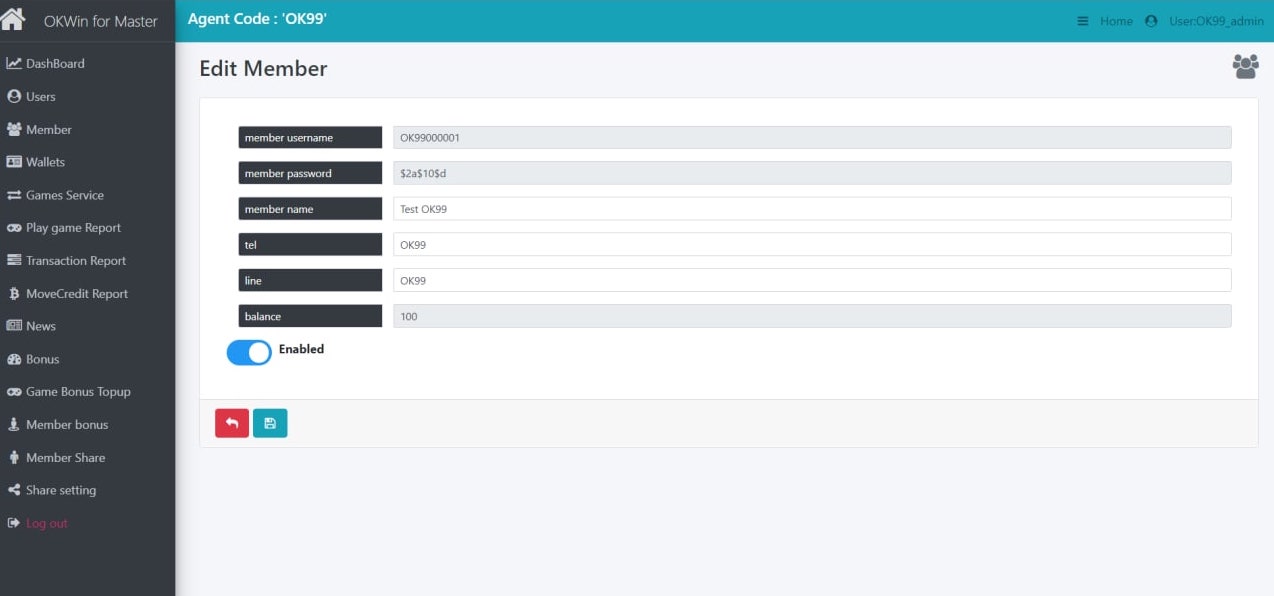 OKWin for Master
Agent Code : 'OK99'
Home
User:OK99_admin
DashBoard
Users
Member
Wallets
Games Service
Play game Report
Transaction Report
MoveCredit Report
News
Bonus
Game Bonus Topup
Member bonus
Member Share
Share setting
Log out
Edit Member
member username OK99000001
member password $2a$10$d
member name Test OK99
tel OK99
line OK99
balance 100
Enabled